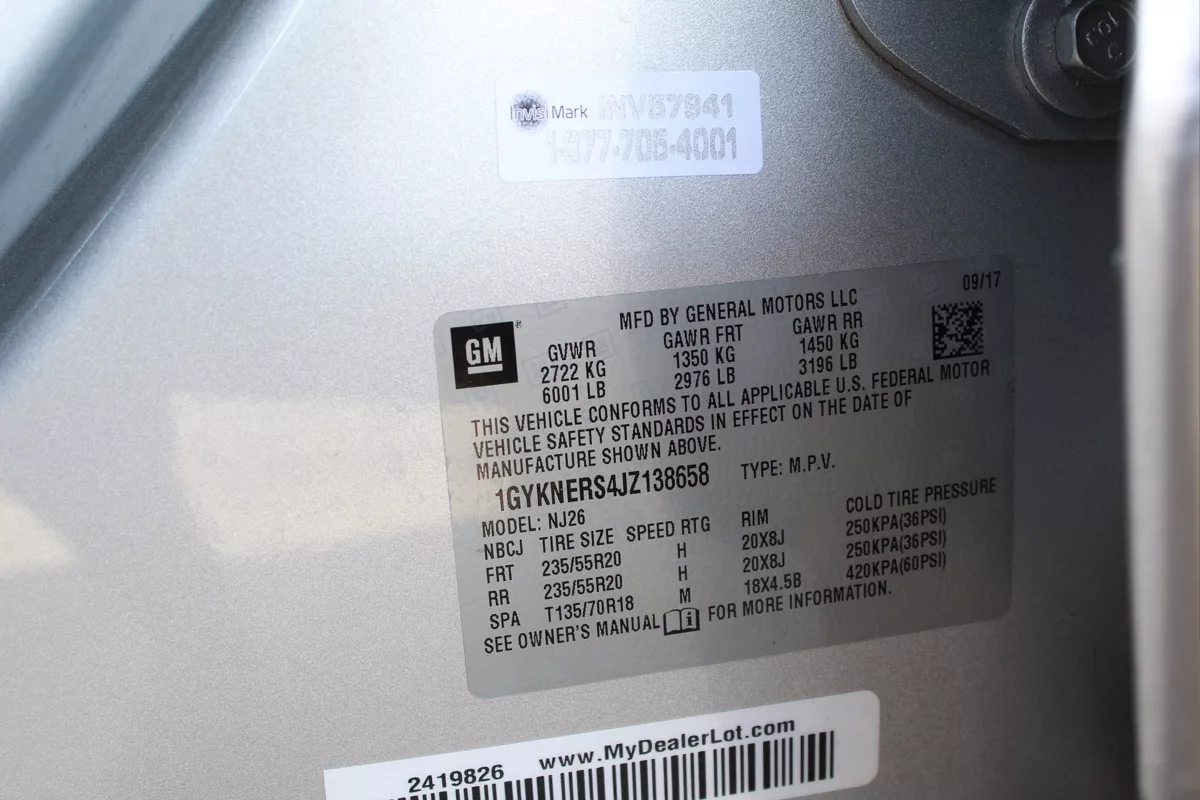 InvisiMark INV57941
1-377-705-4001
09/17
MFD BY GENERAL MOTORS LLC
GM
GVWR GAWR FRT GAWR RR
2722 KG 1350 KG 1450 KG
6001 LB 2976 LB 3196 LB
THIS VEHICLE CONFORMS TO ALL APPLICABLE U.S. FEDERAL MOTOR
VEHICLE SAFETY STANDARDS IN EFFECT ON THE DATE OF
MANUFACTURE SHOWN ABOVE.
1GYKNERS4JZ138658 TYPE: M.P.V.
MODEL: NJ26
NBCJ TIRE SIZE SPEED RTG RIM COLD TIRE PRESSURE
FRT 235/55R20 H 20X8J 250KPA(36PSI)
RR 235/55R20 H 20X8J 250KPA(36PSI)
SPA T135/70R18 M 18X4.5B 420KPA(60PSI)
SEE OWNER'S MANUAL FOR MORE INFORMATION.
2419826 www.MyDealerLot.com